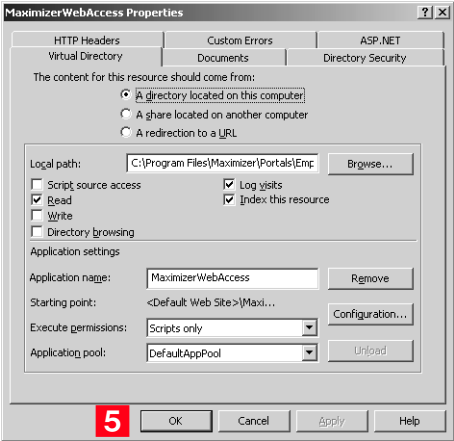 MaximizerWebAccess Properties
HTTP Headers Custom Errors ASP.NET
Virtual Directory Documents Directory Security
The content for this resource should come from:
A directory located on this computer
A share located on another computer
A redirection to a URL
Local path: C:\Program Files\Maximizer\Portals\Emp Browse...
Script source access Log visits
Read Index this resource
Write
Directory browsing
Application settings
Application name: MaximizerWebAccess Remove
Starting point: <Default Web Site>\Maxi...
Configuration...
Execute permissions: Scripts only
Application pool: DefaultAppPool Unload
5 OK Cancel Apply Help